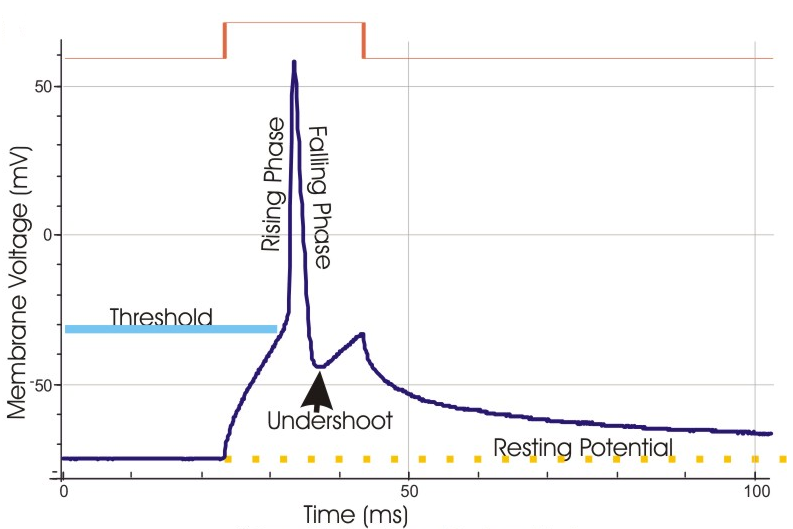 50
0
-50
Membrane Voltage (mV)
Rising Phase
Falling Phase
Threshold
Undershoot
Resting Potential
0
50
100
Time (ms)